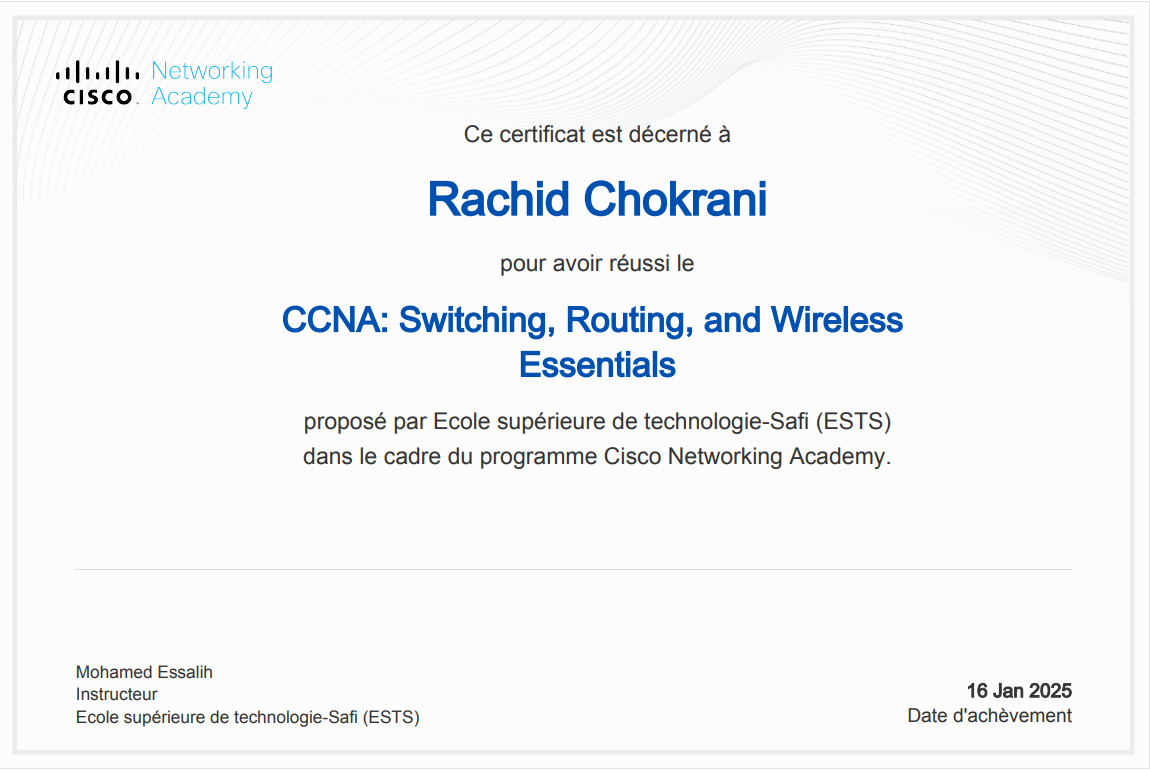 CISCO Networking
Academy
Ce certificat est décerné à
Rachid Chokrani
pour avoir réussi le
CCNA: Switching, Routing, and Wireless
Essentials
proposé par Ecole supérieure de technologie-Safi (ESTS)
dans le cadre du programme Cisco Networking Academy.
Mohamed Essalih
Instructeur
Ecole supérieure de technologie-Safi (ESTS)
16 Jan 2025
Date d'achèvement